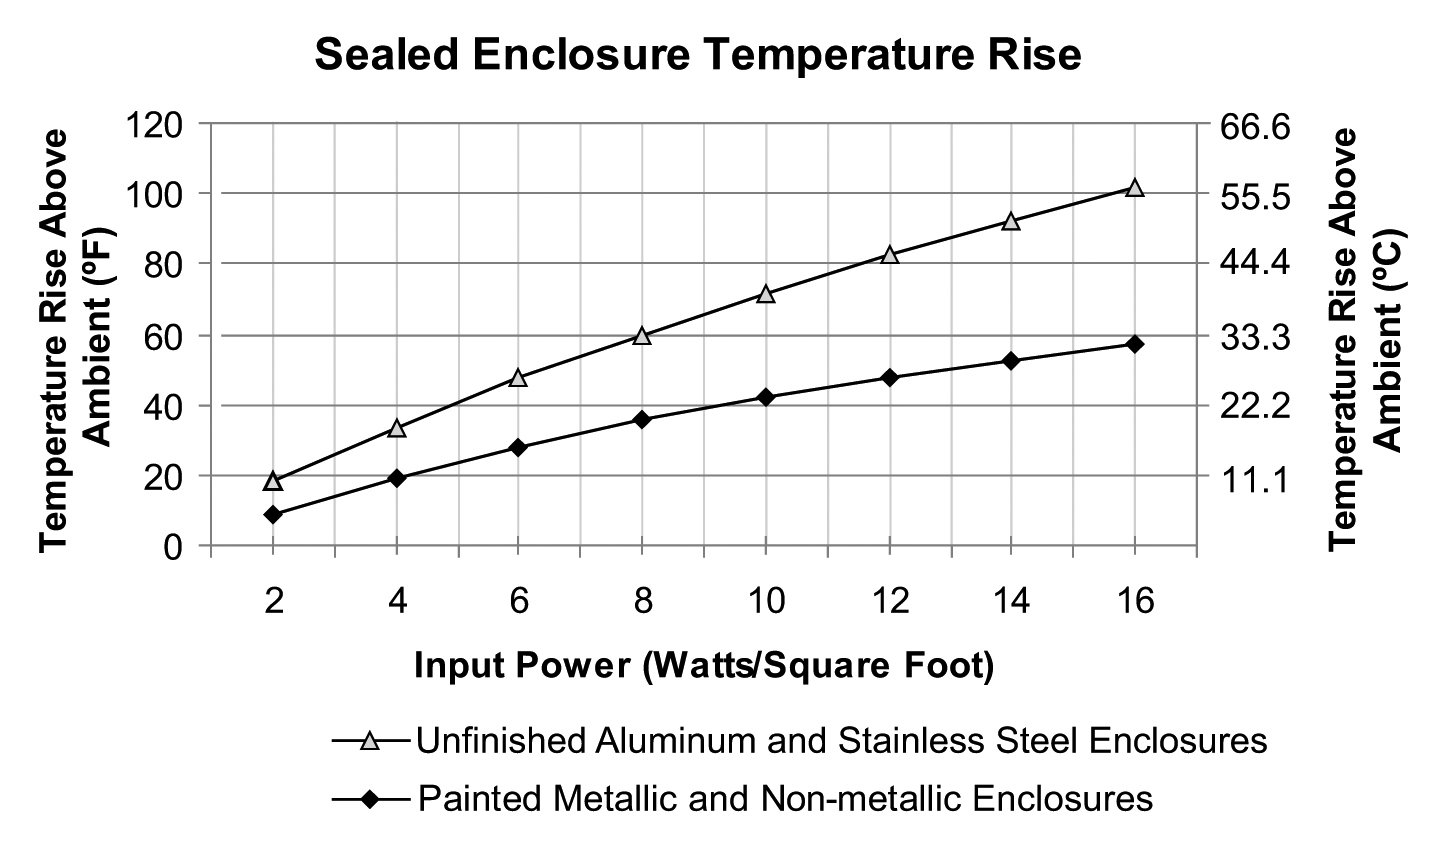 Sealed Enclosure Temperature Rise
Temperature Rise Above
Ambient (ºF)
120
100
80
60
40
20
0
66.6
55.5
44.4
33.3
22.2
11.1
Temperature Rise Above
Ambient (ºC)
2 4 6 8 10 12 14 16
Input Power (Watts/Square Foot)
Unfinished Aluminum and Stainless Steel Enclosures
Painted Metallic and Non-metallic Enclosures